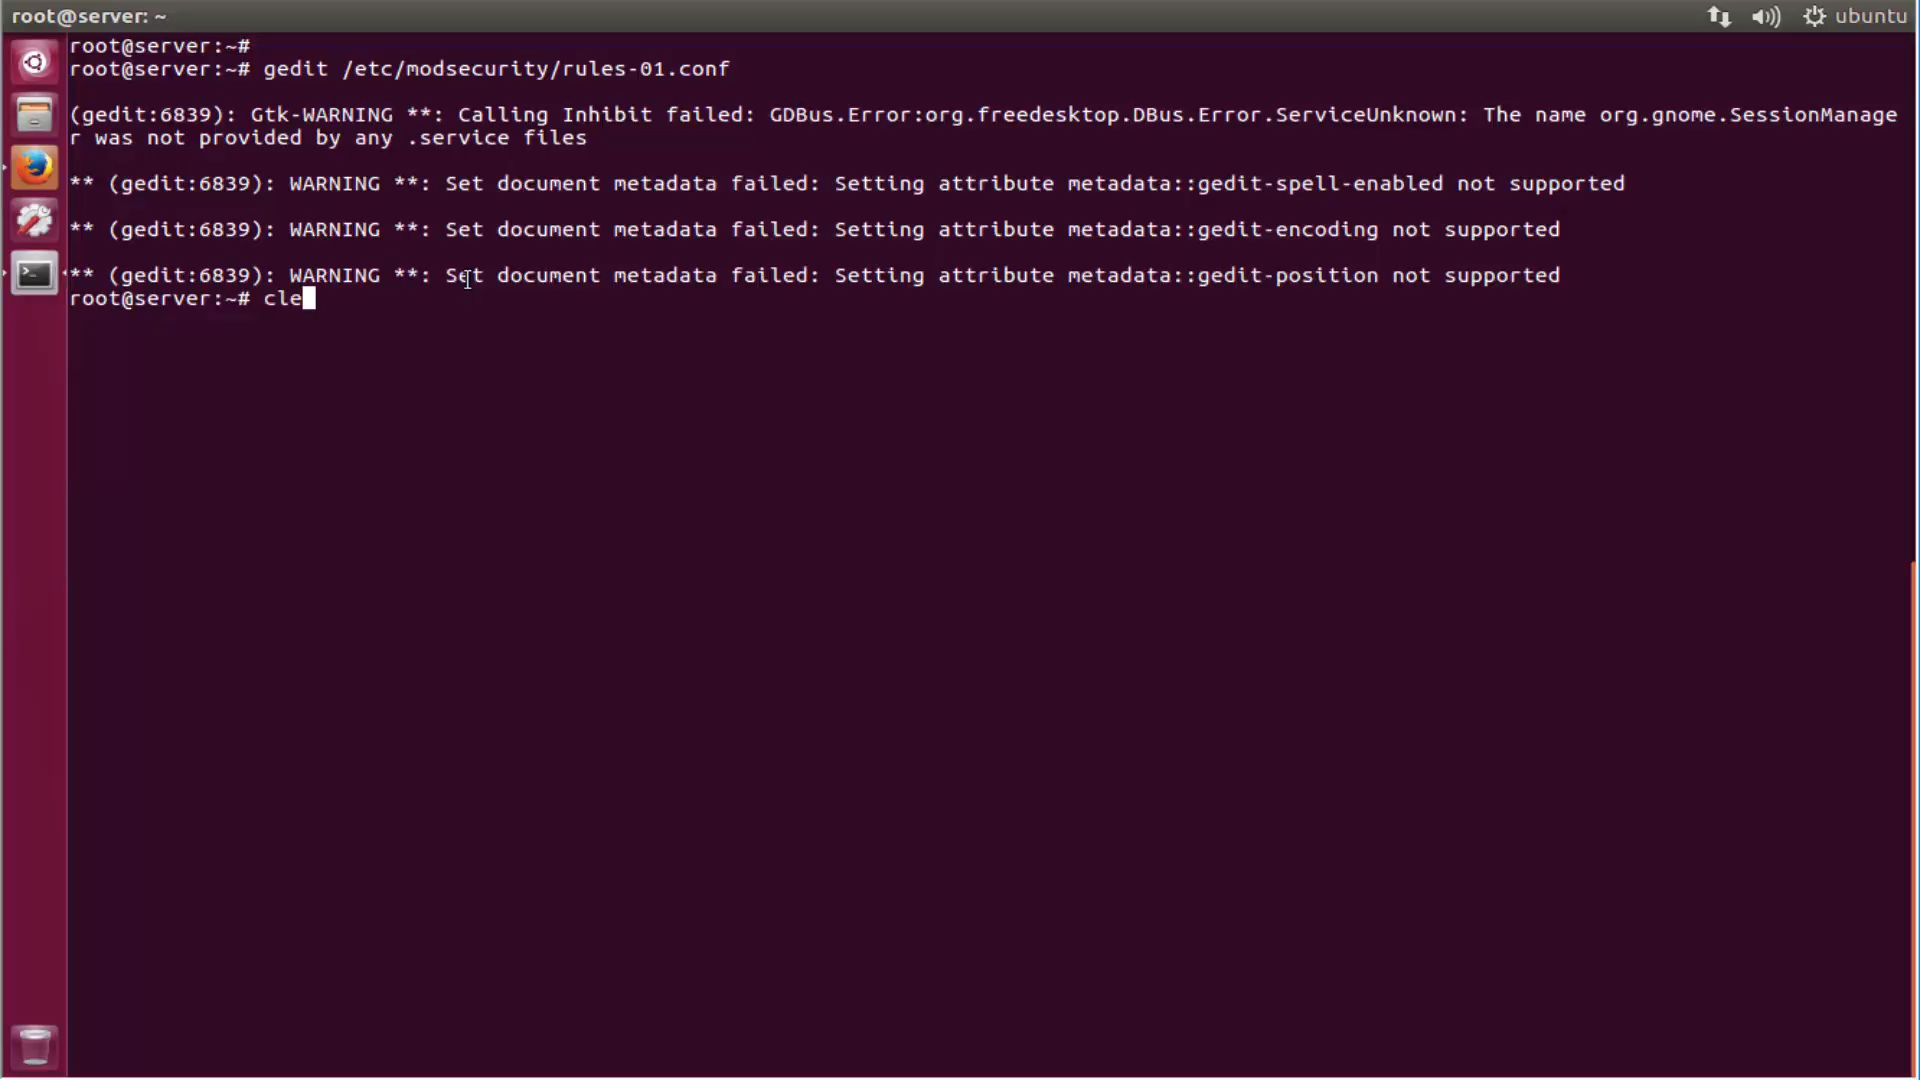 root@server: ~
ubuntu
root@server:~#
root@server:~# gedit /etc/modsecurity/rules-01.conf
(gedit:6839): Gtk-WARNING **: Calling Inhibit failed: GDBus.Error:org.freedesktop.DBus.Error.ServiceUnknown: The name org.gnome.SessionManage
r was not provided by any .service files
** (gedit:6839): WARNING **: Set document metadata failed: Setting attribute metadata::gedit-spell-enabled not supported
** (gedit:6839): WARNING **: Set document metadata failed: Setting attribute metadata::gedit-encoding not supported
** (gedit:6839): WARNING **: Set document metadata failed: Setting attribute metadata::gedit-position not supported
root@server:~# cle